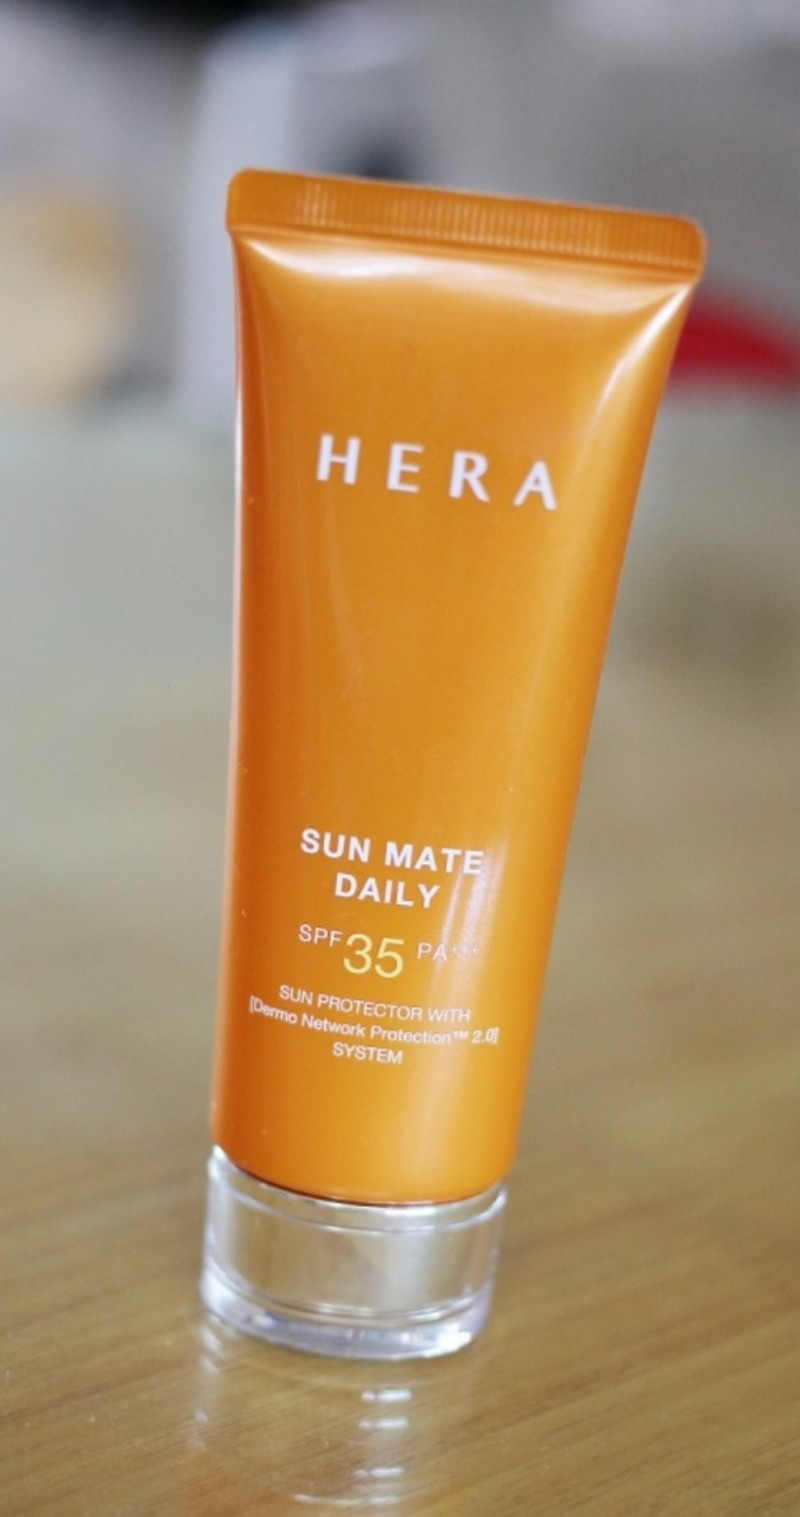 HERA
SUN MATE
DAILY
SPF 35 PA+++
SUN PROTECTOR WITH
[Dermo Network Protection™ 2.0]
SYSTEM